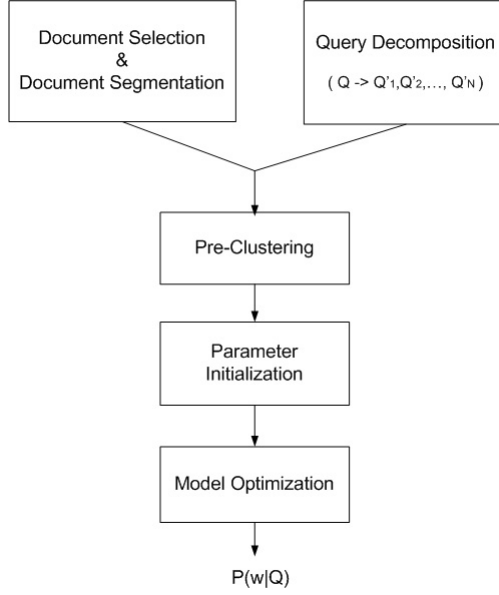 Document Selection
&
Document Segmentation
Query Decomposition
( Q -> Q'1,Q'2,…, Q'N )
Pre-Clustering
Parameter
Initialization
Model Optimization
P(w|Q)